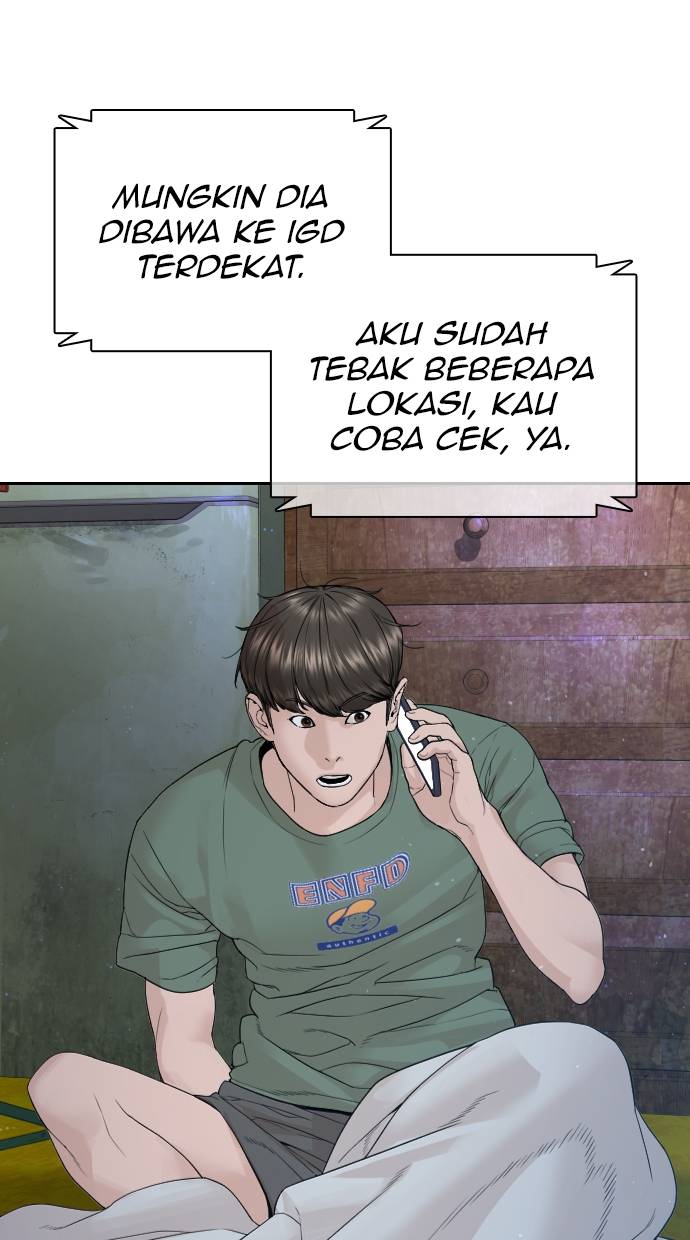 MUNGKIN DIA
DIBAWA KE IGD
TERDEKAT.
AKU SUDAH
TEBAK BEBERAPA
LOKASI, KAU
COBA CEK, YA.
ENFD
authentic